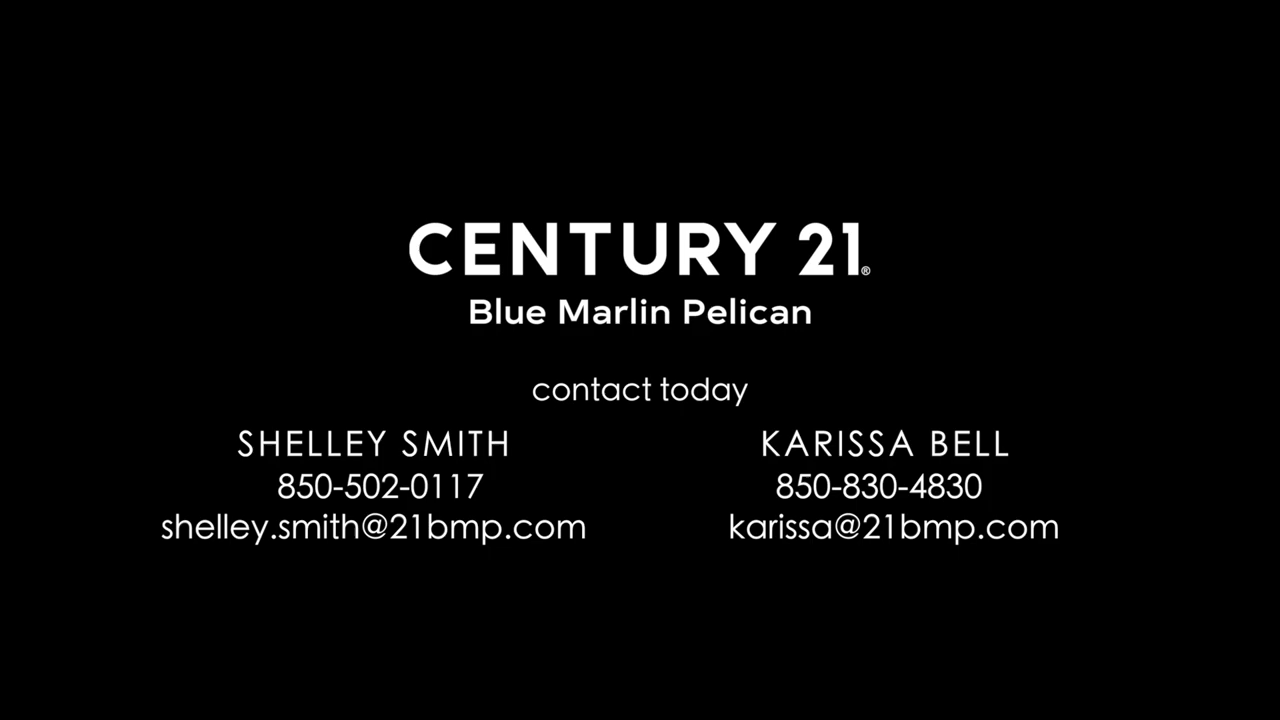 CENTURY 21®
Blue Marlin Pelican
contact today
SHELLEY SMITH
850-502-0117
shelley.smith@21bmp.com
KARISSA BELL
850-830-4830
karissa@21bmp.com